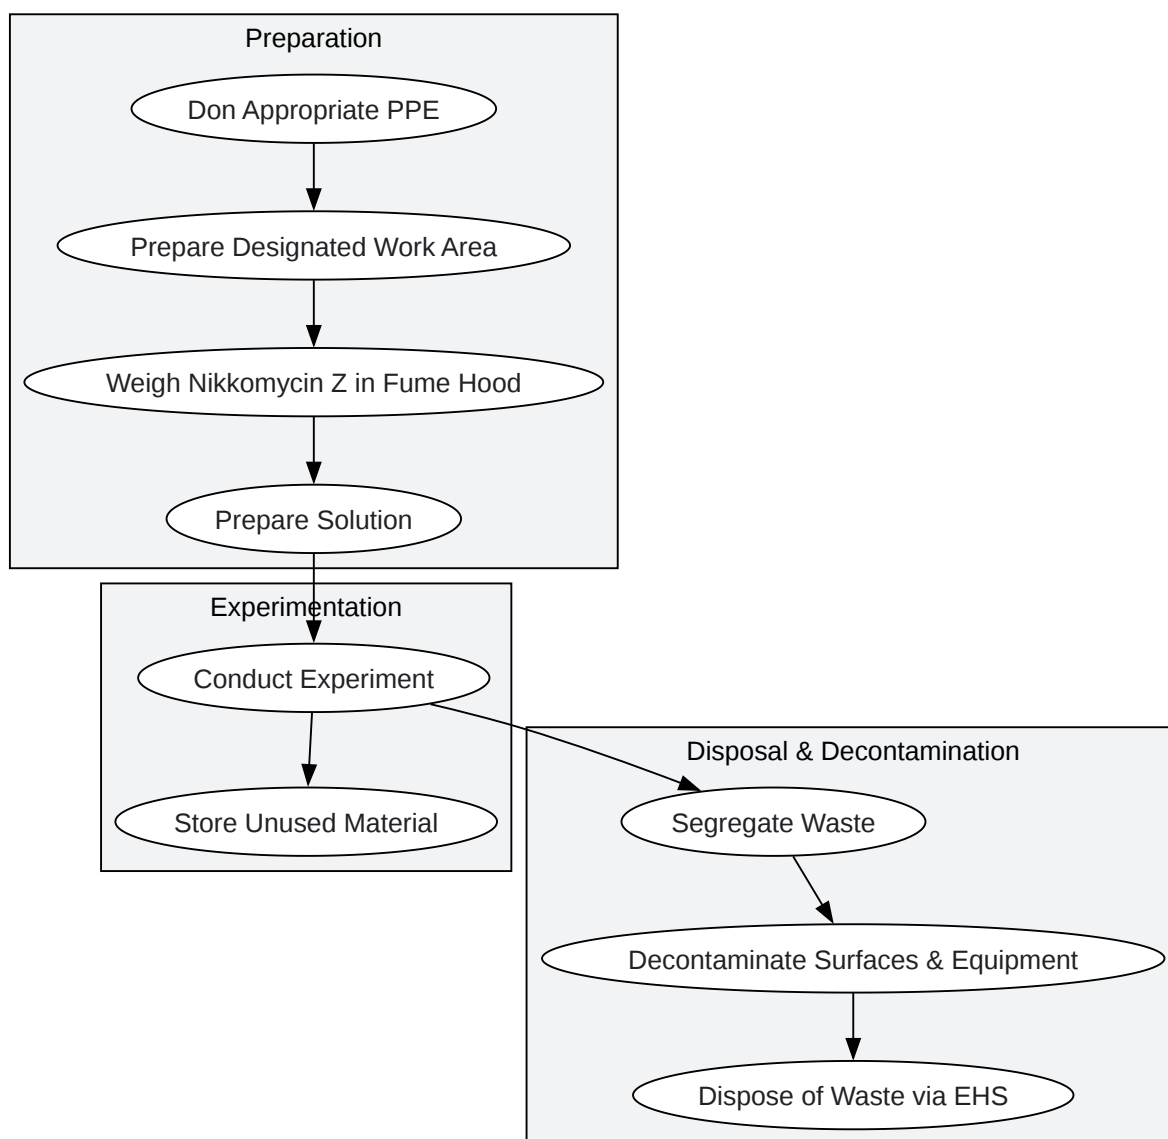 Preparation
Don Appropriate PPE
Prepare Designated Work Area
Weigh Nikkomycin Z in Fume Hood
Prepare Solution
Experimentation
Conduct Experiment
Store Unused Material
Disposal & Decontamination
Segregate Waste
Decontaminate Surfaces & Equipment
Dispose of Waste via EHS